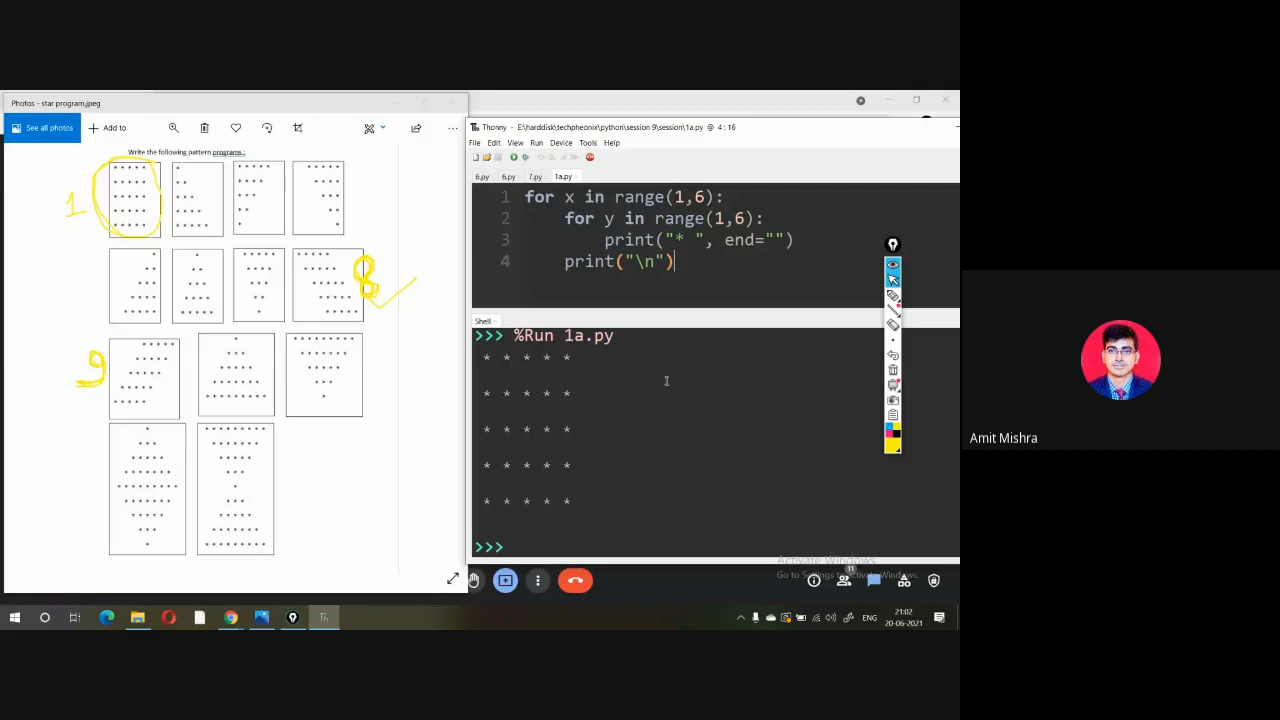 Photos - star program.jpeg
See all photos
Add to
Write the following pattern programs :
1
8
9
Th Thonny - E:\harddisk\techpheonix\python\session 9\session\1a.py @ 4 : 16
File Edit View Run Device Tools Help
6.py 6.py 7.py 1a.py
1 for x in range(1,6):
2 for y in range(1,6):
3 print("* ", end="")
4 print("\n")
Shell
>>> %Run 1a.py
* * * * *
* * * * *
* * * * *
* * * * *
* * * * *
>>>
Activate Windows
Go to Settings to Activate Windows.
11
Amit Mishra
Th
ENG
21:02
20-06-2021